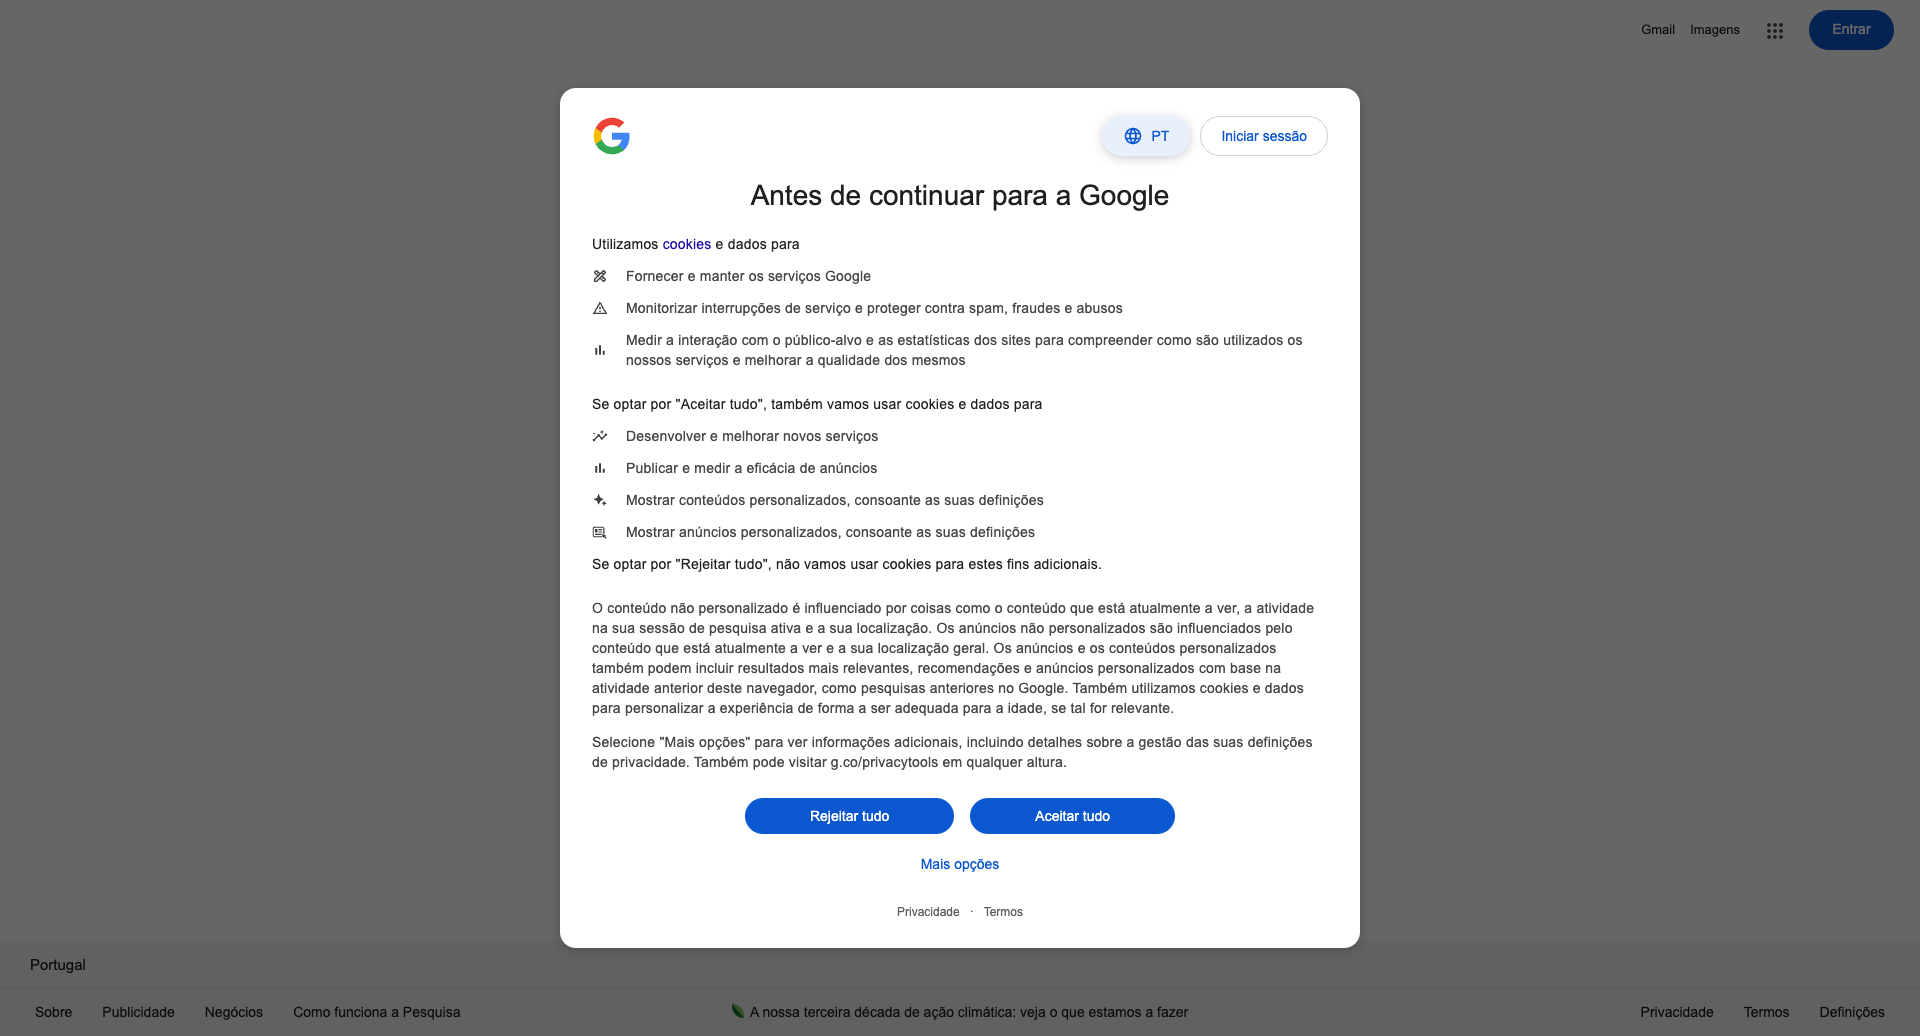 Gmail Imagens Entrar
PT Iniciar sessão
Antes de continuar para a Google
Utilizamos cookies e dados para
Fornecer e manter os serviços Google
Monitorizar interrupções de serviço e proteger contra spam, fraudes e abusos
Medir a interação com o público-alvo e as estatísticas dos sites para compreender como são utilizados os
nossos serviços e melhorar a qualidade dos mesmos
Se optar por "Aceitar tudo", também vamos usar cookies e dados para
Desenvolver e melhorar novos serviços
Publicar e medir a eficácia de anúncios
Mostrar conteúdos personalizados, consoante as suas definições
Mostrar anúncios personalizados, consoante as suas definições
Se optar por "Rejeitar tudo", não vamos usar cookies para estes fins adicionais.
O conteúdo não personalizado é influenciado por coisas como o conteúdo que está atualmente a ver, a atividade
na sua sessão de pesquisa ativa e a sua localização. Os anúncios não personalizados são influenciados pelo
conteúdo que está atualmente a ver e a sua localização geral. Os anúncios e os conteúdos personalizados
também podem incluir resultados mais relevantes, recomendações e anúncios personalizados com base na
atividade anterior deste navegador, como pesquisas anteriores no Google. Também utilizamos cookies e dados
para personalizar a experiência de forma a ser adequada para a idade, se tal for relevante.
Selecione "Mais opções" para ver informações adicionais, incluindo detalhes sobre a gestão das suas definições
de privacidade. Também pode visitar g.co/privacytools em qualquer altura.
Rejeitar tudo Aceitar tudo
Mais opções
Privacidade · Termos
Portugal
Sobre Publicidade Negócios Como funciona a Pesquisa A nossa terceira década de ação climática: veja o que estamos a fazer Privacidade Termos Definições